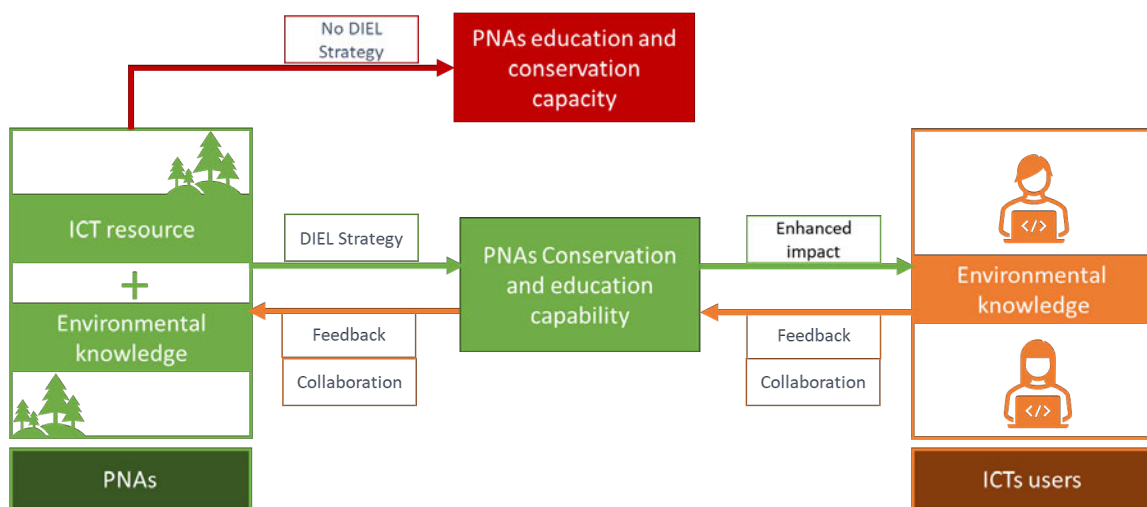 No DIEL
Strategy
PNAs education and
conservation
capacity
ICT resource
+
Environmental
knowledge
PNAs
DIEL Strategy
Feedback
Collaboration
PNAs Conservation
and education
capability
Enhanced
impact
Feedback
Collaboration
</>
Environmental
knowledge
</>
ICTs users